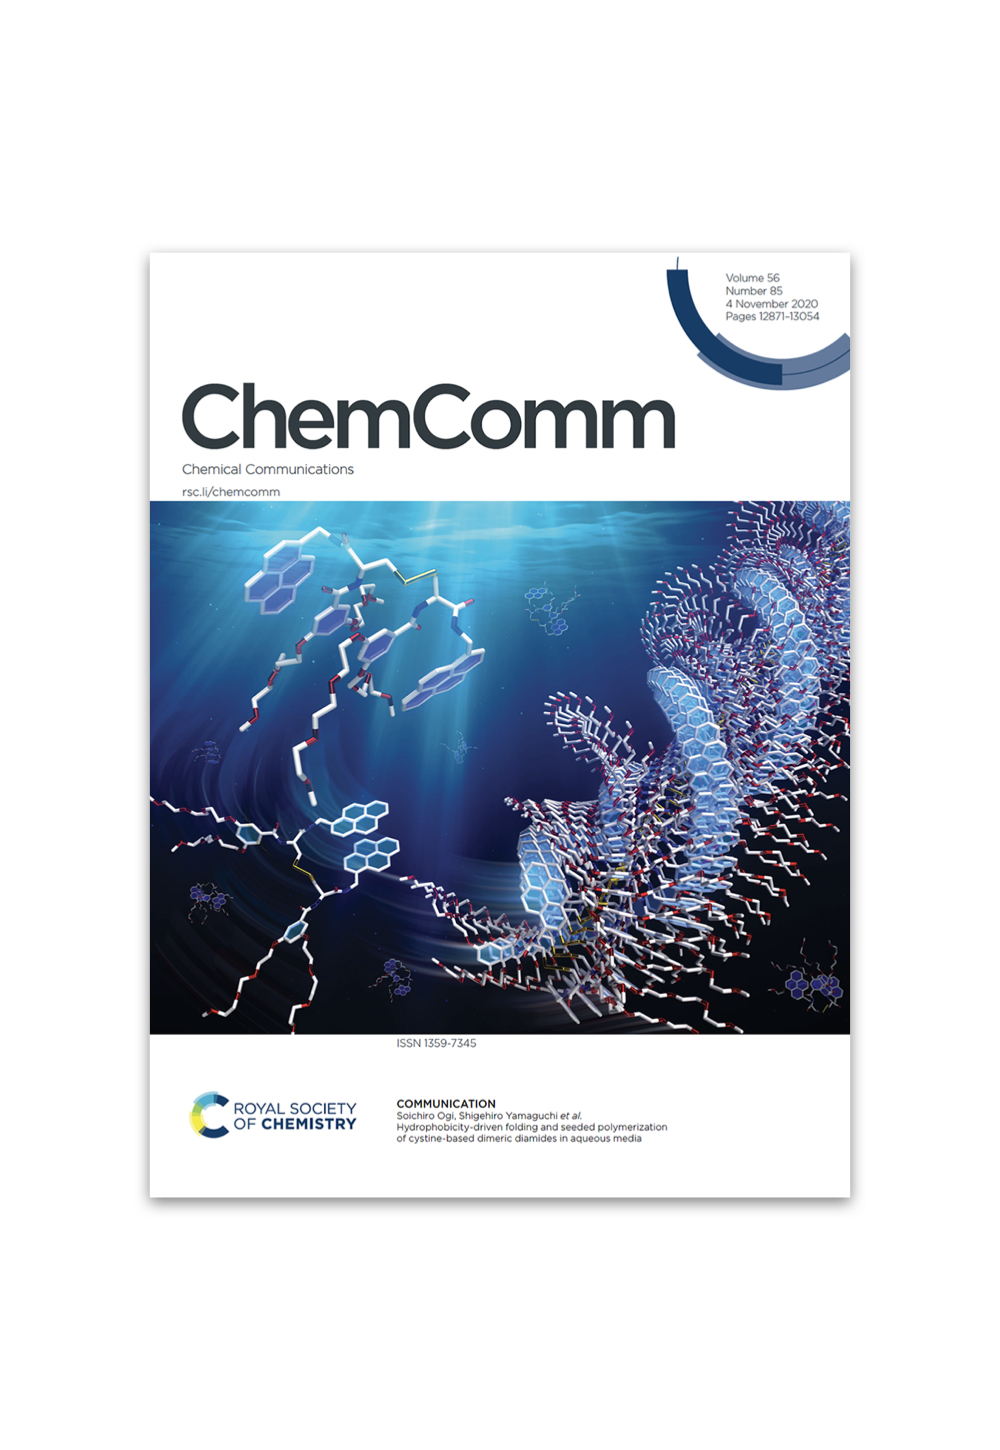 Volume 56
Number 85
4 November 2020
Pages 12871–13054
ChemComm
Chemical Communications
rsc.li/chemcomm
ISSN 1359-7345
ROYAL SOCIETY
OF CHEMISTRY
COMMUNICATION
Soichiro Ogi, Shigehiro Yamaguchi et al.
Hydrophobicity-driven folding and seeded polymerization
of cystine-based dimeric diamides in aqueous media